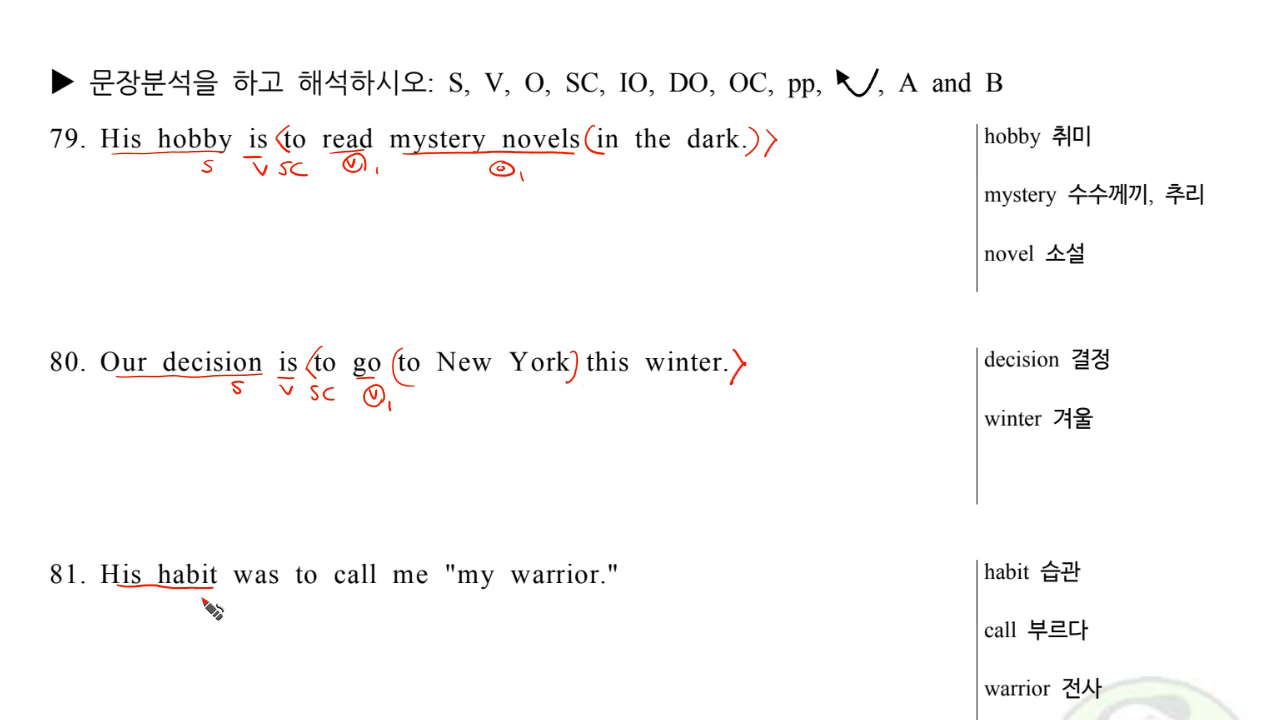 ▶ 문장분석을 하고 해석하시오: S, V, O, SC, IO, DO, OC, pp, , A and B
79. His hobby is <to read mystery novels (in the dark.)>
S V SC V1 O1
hobby 취미
mystery 수수께끼, 추리
novel 소설
80. Our decision is <to go (to New York) this winter.>
S V SC V1
decision 결정
winter 겨울
81. His habit was to call me "my warrior."
habit 습관
call 부르다
warrior 전사